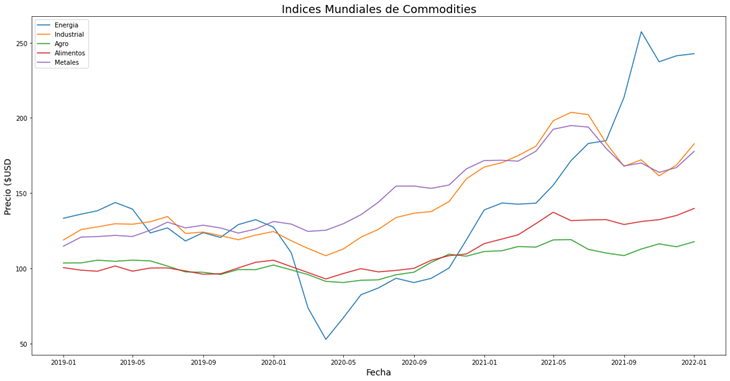 Indices Mundiales de Commodities
Energia
Industrial
Agro
Alimentos
Metales
Precio ($USD
250
200
150
100
50
2019-01 2019-05 2019-09 2020-01 2020-05 2020-09 2021-01 2021-05 2021-09 2022-01
Fecha